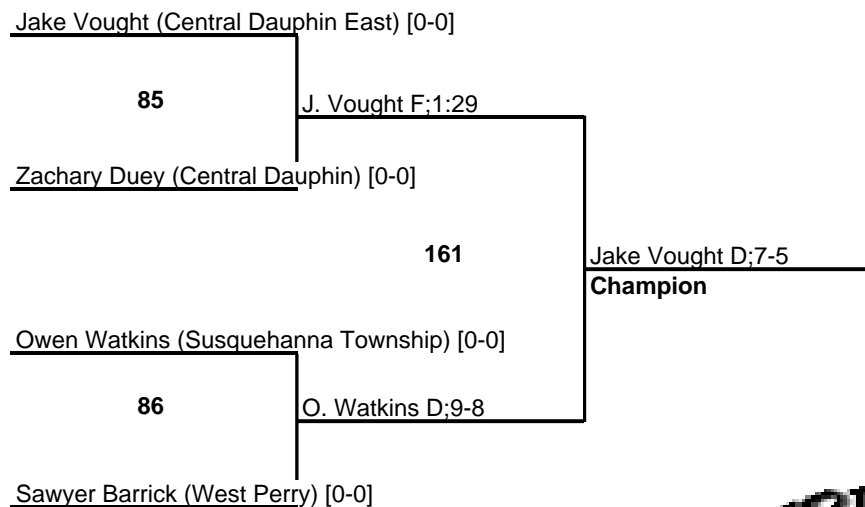 Jake Vought (Central Dauphin East) [0-0]
85
J. Vought F;1:29
Zachary Duey (Central Dauphin) [0-0]
161
Jake Vought D;7-5
Champion
Owen Watkins (Susquehanna Township) [0-0]
86
O. Watkins D;9-8
Sawyer Barrick (West Perry) [0-0]